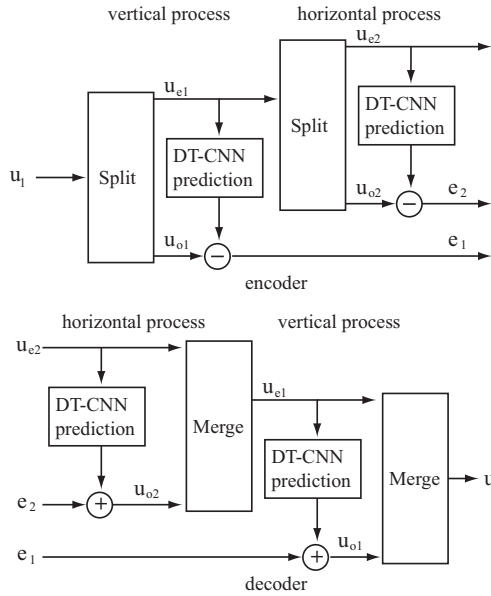 vertical process
horizontal process
u_e2
u_e1
DT-CNN
prediction
Split
DT-CNN
prediction
u_1
Split
u_o2
e_2
u_o1
e_1
encoder
horizontal process
vertical process
u_e2
u_e1
DT-CNN
prediction
Merge
DT-CNN
prediction
Merge
u
e_2
u_o2
e_1
u_o1
decoder